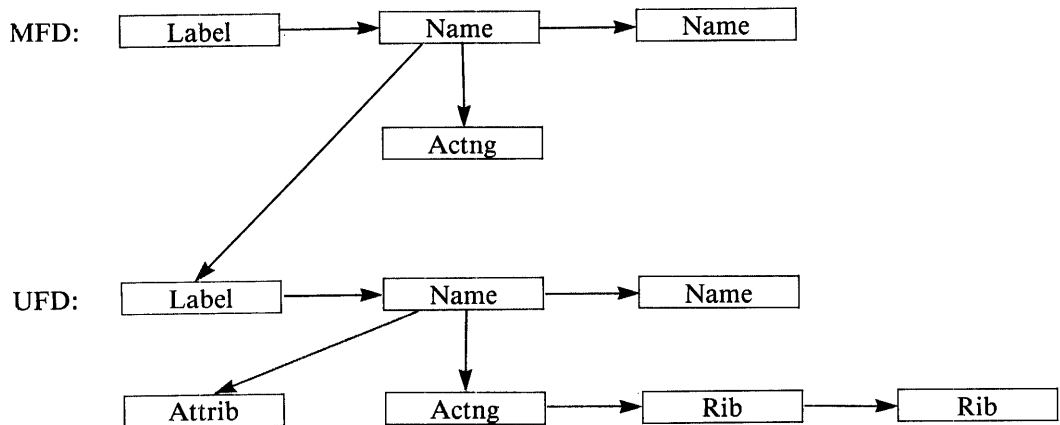 MFD: Label Name Name
Actng
UFD: Label Name Name
Attrib Actng Rib Rib